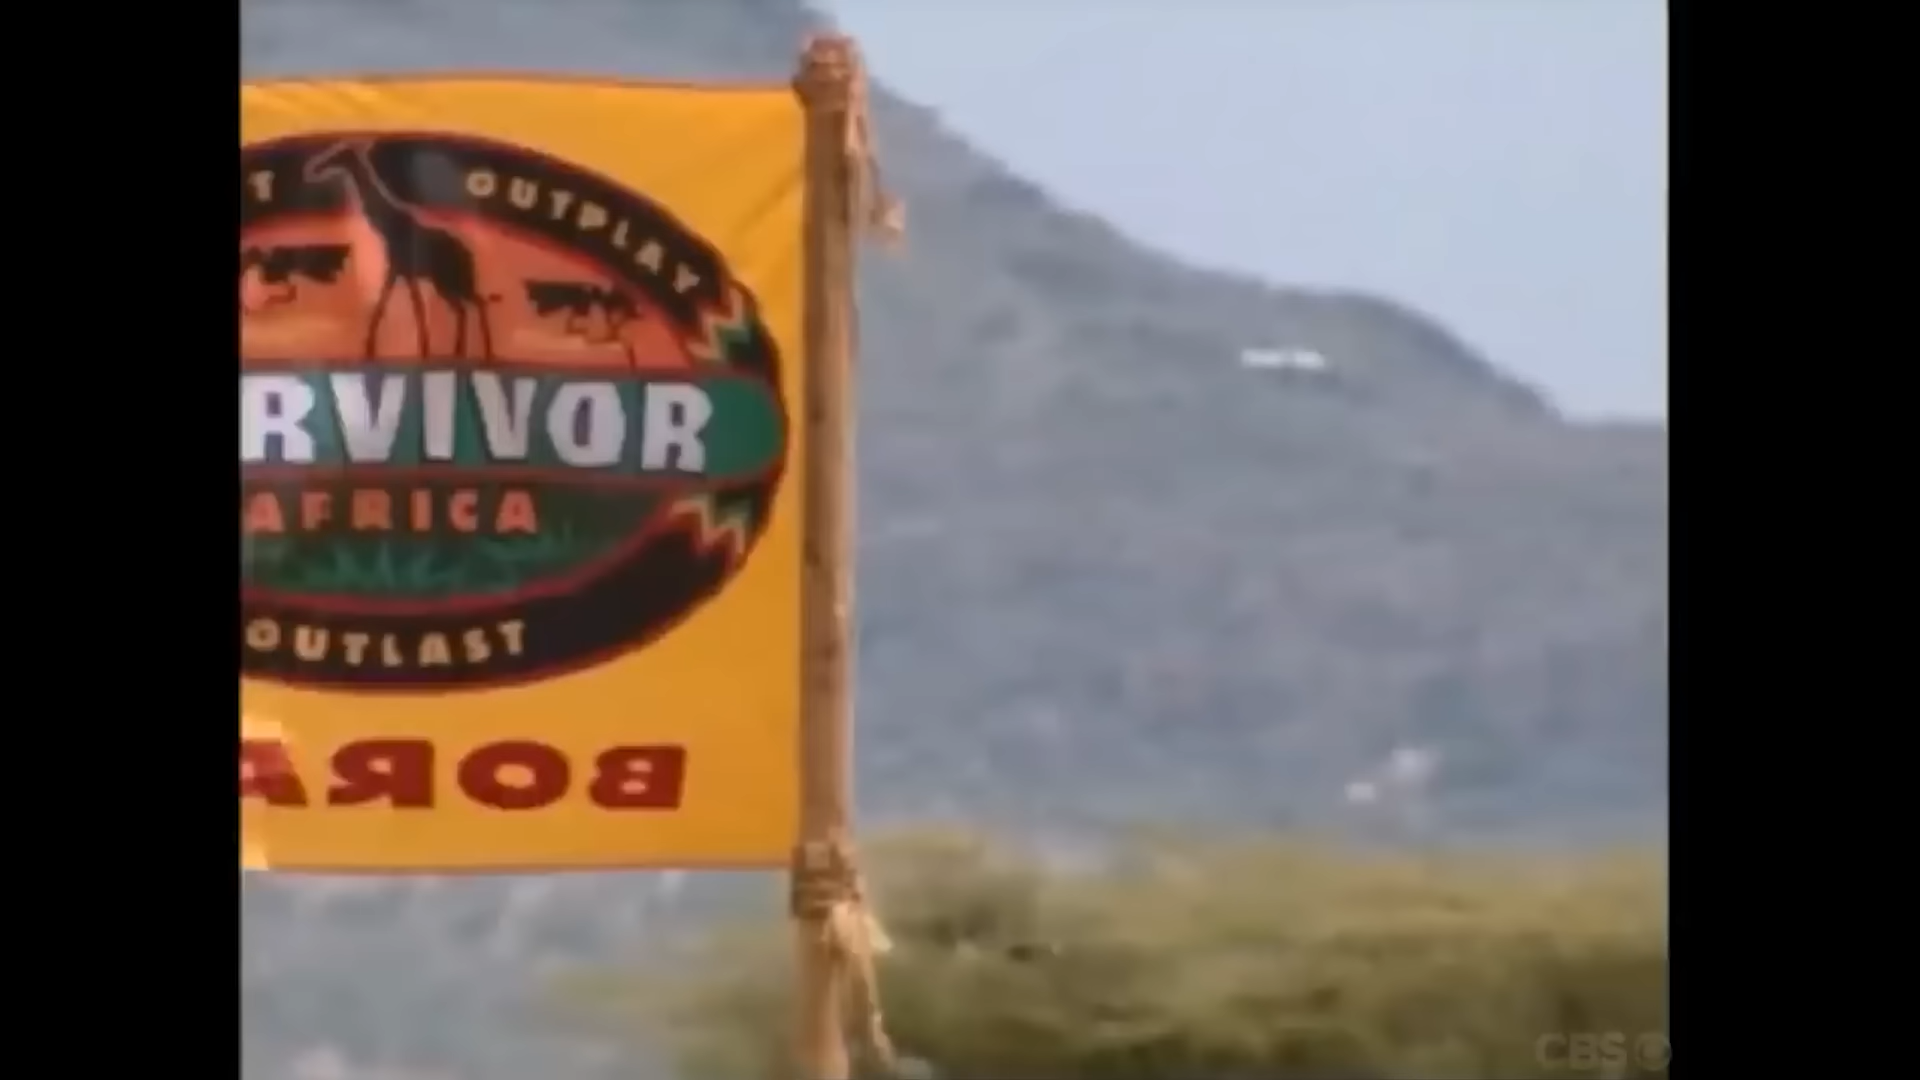 T OUTPLAY
RVIVOR
AFRICA
OUTLAST
BORA
CBS